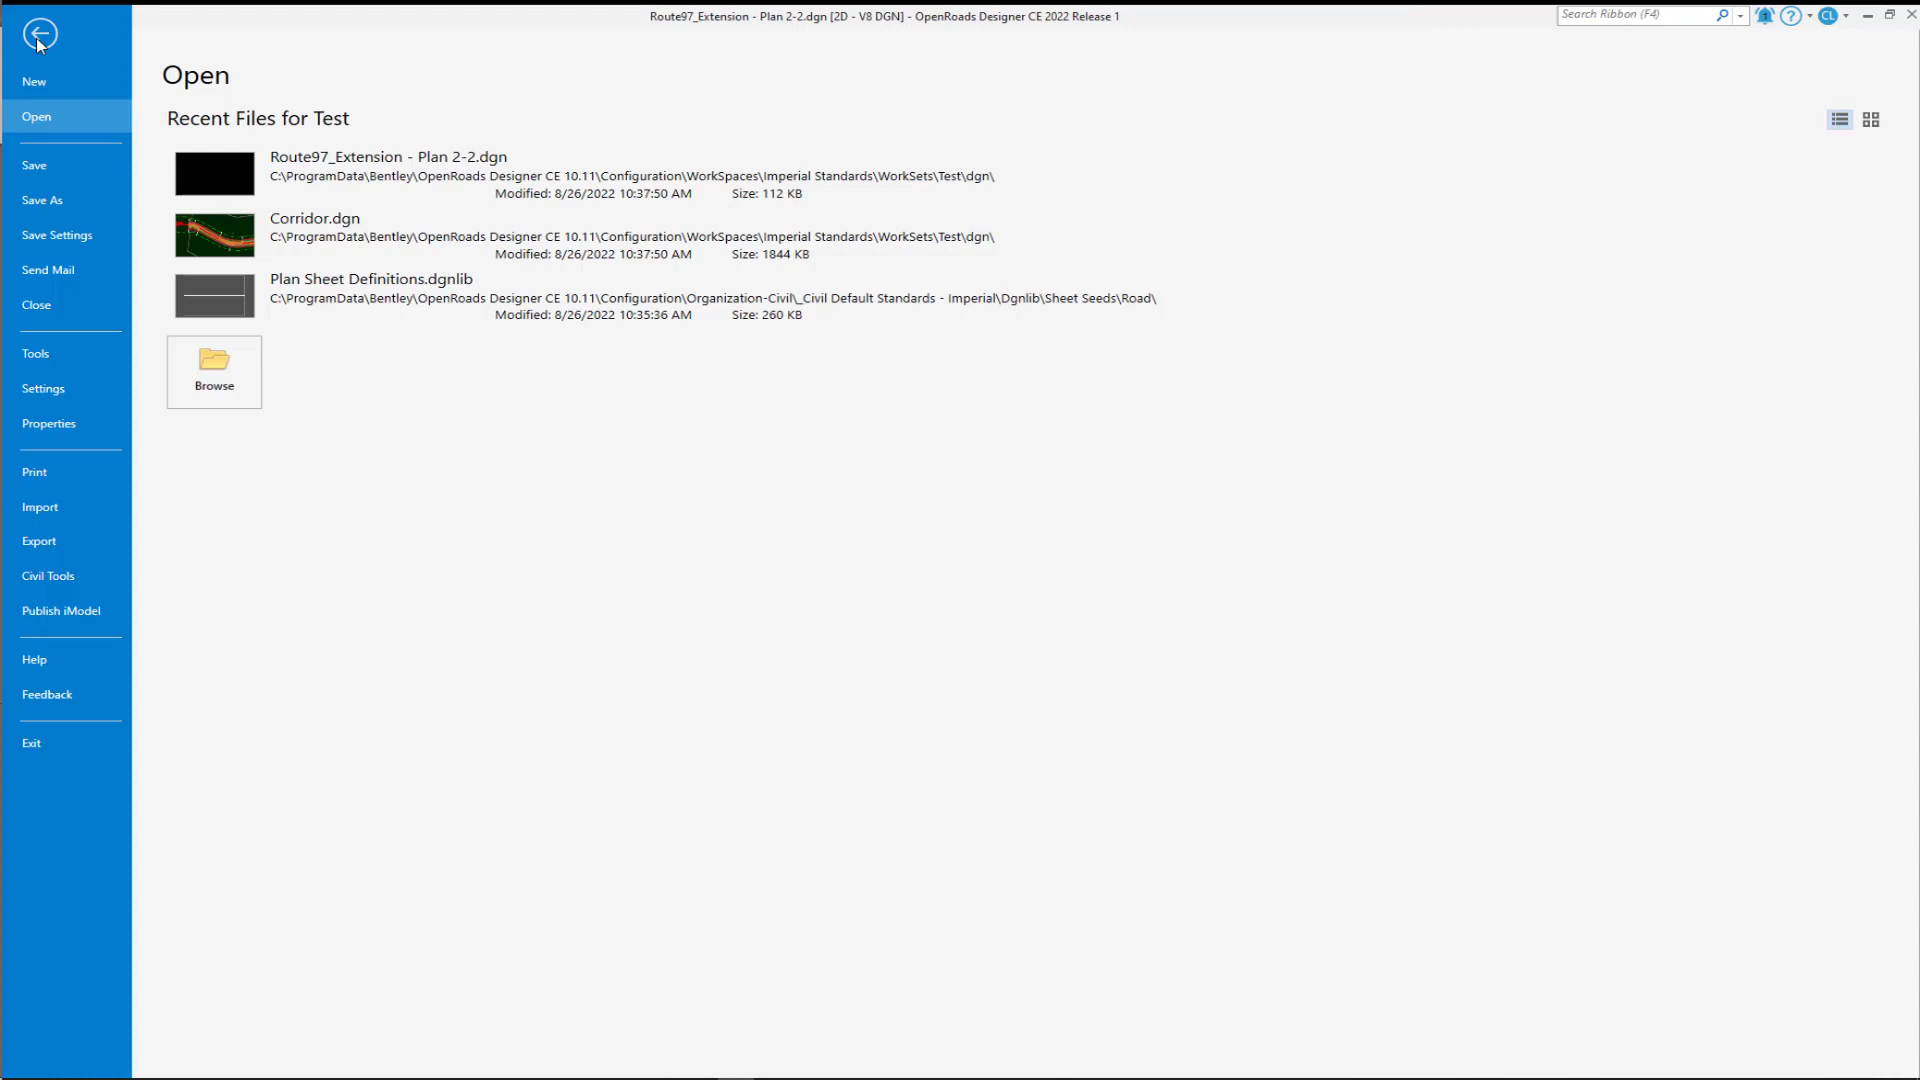 Route97_Extension - Plan 2-2.dgn [2D - V8 DGN] - OpenRoads Designer CE 2022 Release 1
Search Ribbon (F4)
1
?
CL
New
Open
Save
Save As
Save Settings
Send Mail
Close
Tools
Settings
Properties
Print
Import
Export
Civil Tools
Publish iModel
Help
Feedback
Exit
Open
Recent Files for Test
Route97_Extension - Plan 2-2.dgn
C:\ProgramData\Bentley\OpenRoads Designer CE 10.11\Configuration\WorkSpaces\Imperial Standards\WorkSets\Test\dgn\
Modified: 8/26/2022 10:37:50 AM Size: 112 KB
Corridor.dgn
C:\ProgramData\Bentley\OpenRoads Designer CE 10.11\Configuration\WorkSpaces\Imperial Standards\WorkSets\Test\dgn\
Modified: 8/26/2022 10:37:50 AM Size: 1844 KB
Plan Sheet Definitions.dgnlib
C:\ProgramData\Bentley\OpenRoads Designer CE 10.11\Configuration\Organization-Civil\_Civil Default Standards - Imperial\Dgnlib\Sheet Seeds\Road\
Modified: 8/26/2022 10:35:36 AM Size: 260 KB
Browse